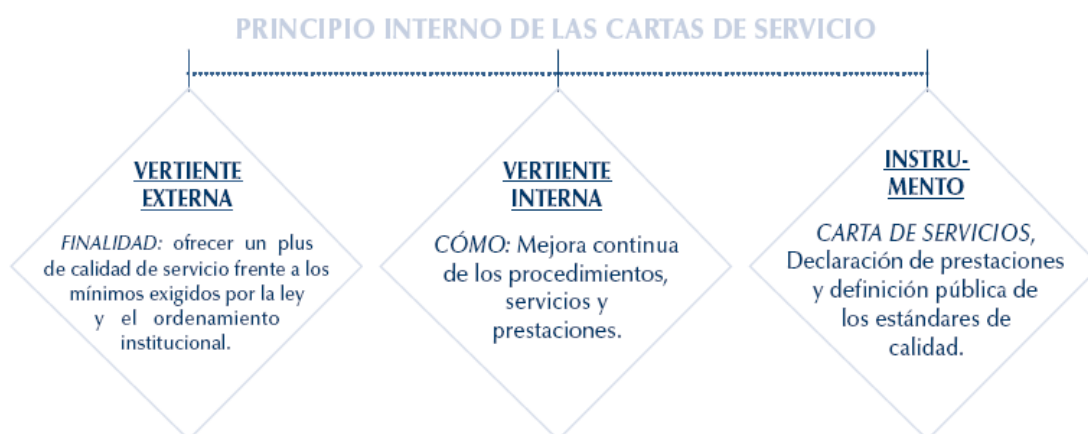 PRINCIPIO INTERNO DE LAS CARTAS DE SERVICIO
VERTIENTE
EXTERNA
FINALIDAD: ofrecer un plus
de calidad de servicio frente a los
mínimos exigidos por la ley
y el ordenamiento
institucional.
VERTIENTE
INTERNA
CÓMO: Mejora continua
de los procedimientos,
servicios y
prestaciones.
INSTRU-
MENTO
CARTA DE SERVICIOS,
Declaración de prestaciones
y definición pública de
los estándares de
calidad.